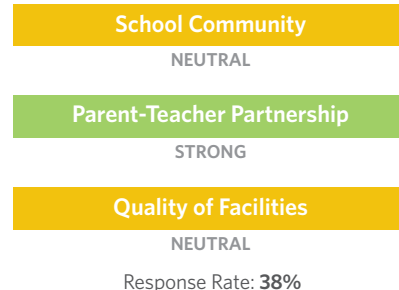 School Community
NEUTRAL
Parent-Teacher Partnership
STRONG
Quality of Facilities
NEUTRAL
Response Rate: 38%